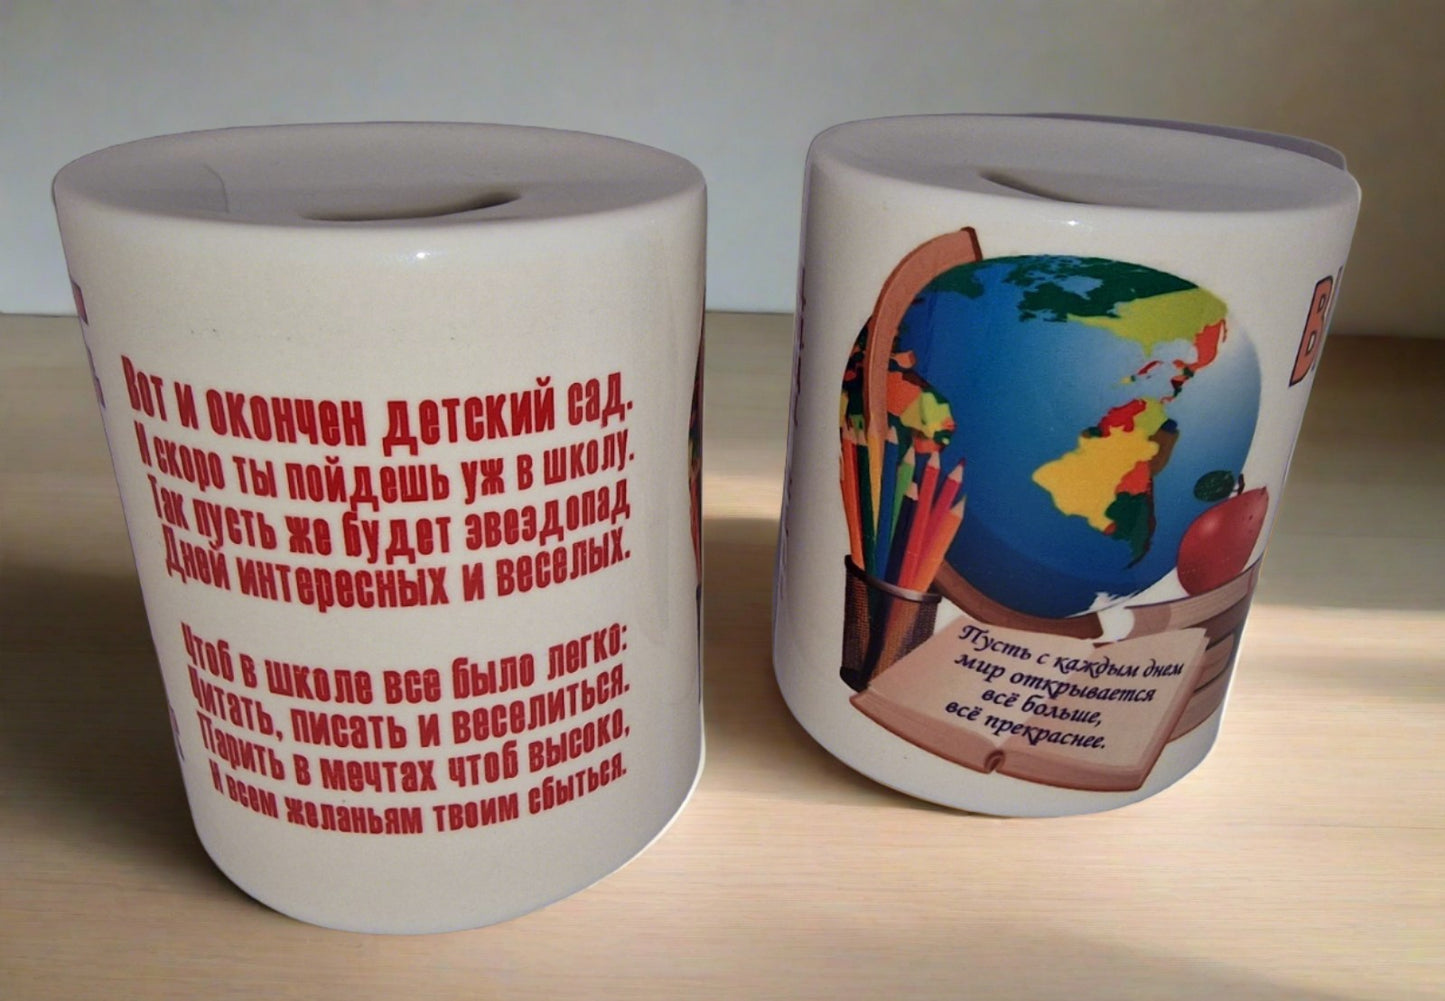 Вот и окончен детский сад.
И скоро ты пойдешь уж в школу.
Так пусть же будет звездопад
Дней интересных и веселых.
Чтоб в школе все было легко:
Читать, писать и веселиться.
Парить в мечтах чтоб высоко,
И всем желаньям твоим сбыться.
Пусть с каждым днем
мир открывается
всё больше,
всё прекраснее.